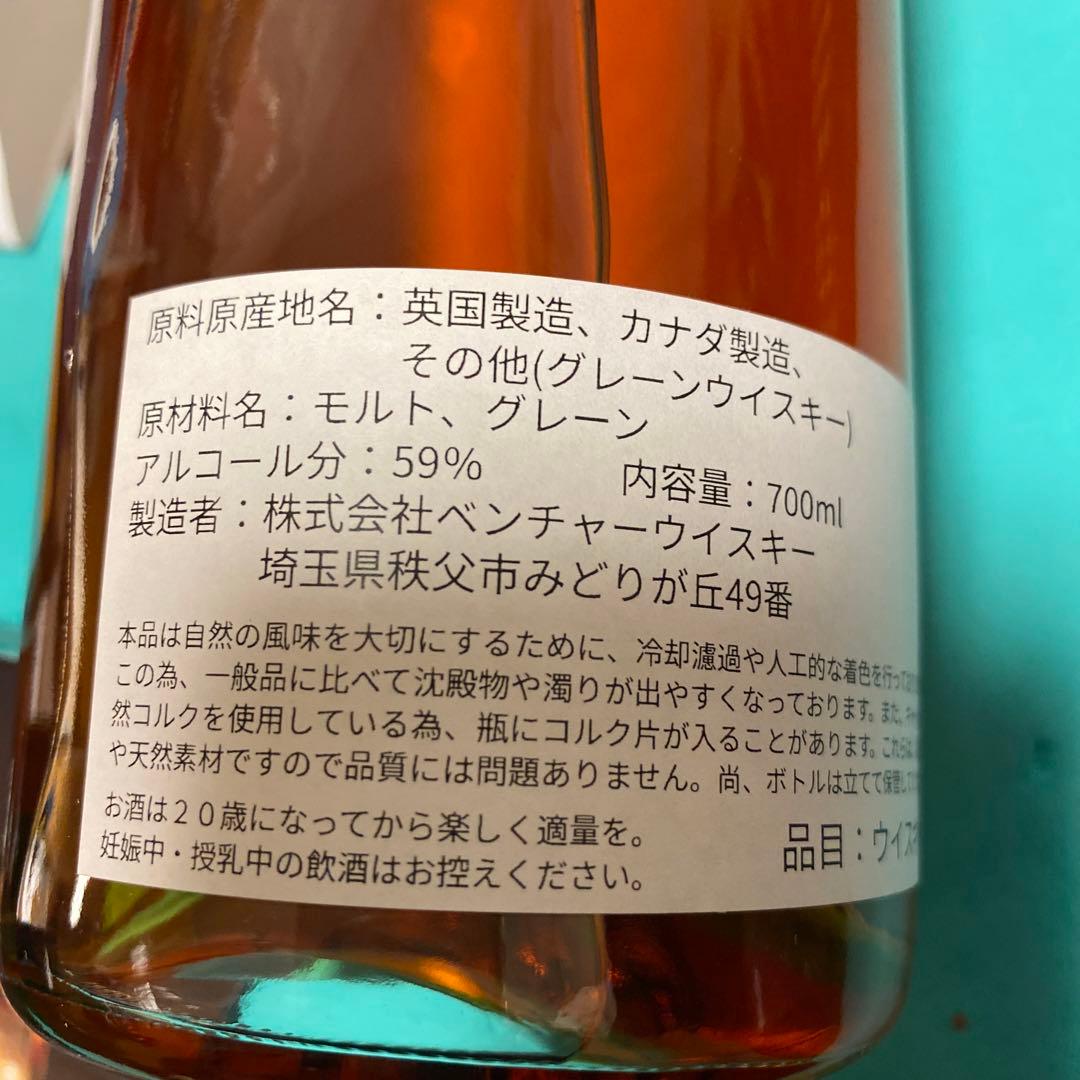 原料原産地名：英国製造、カナダ製造、
その他(グレーンウイスキー)
原材料名：モルト、グレーン
アルコール分：59% 内容量：700ml
製造者：株式会社ベンチャーウイスキー
埼玉県秩父市みどりが丘49番
本品は自然の風味を大切にするために、冷却濾過や人工的な着色を行って
この為、一般品に比べて沈殿物や濁りが出やすくなっております。また、
然コルクを使用している為、瓶にコルク片が入ることがあります。これらは、
や天然素材ですので品質には問題ありません。尚、ボトルは立てて保管して
お酒は２０歳になってから楽しく適量を。
妊娠中・授乳中の飲酒はお控えください。
品目：ウイスキ